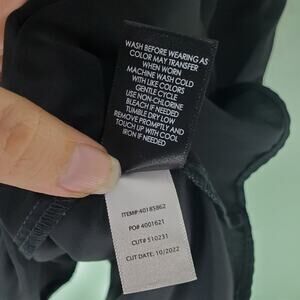 WASH BEFORE WEARING AS
COLOR MAY TRANSFER
WHEN WORN
MACHINE WASH COLD
WITH LIKE COLORS
GENTLE CYCLE
USE NON-CHLORINE
BLEACH IF NEEDED
TUMBLE DRY LOW
REMOVE PROMPTLY AND
TOUCH UP WITH COOL
IRON IF NEEDED
ITEM#:40185862
PO# 4001621
CUT# 510231
CUT DATE: 10/2022